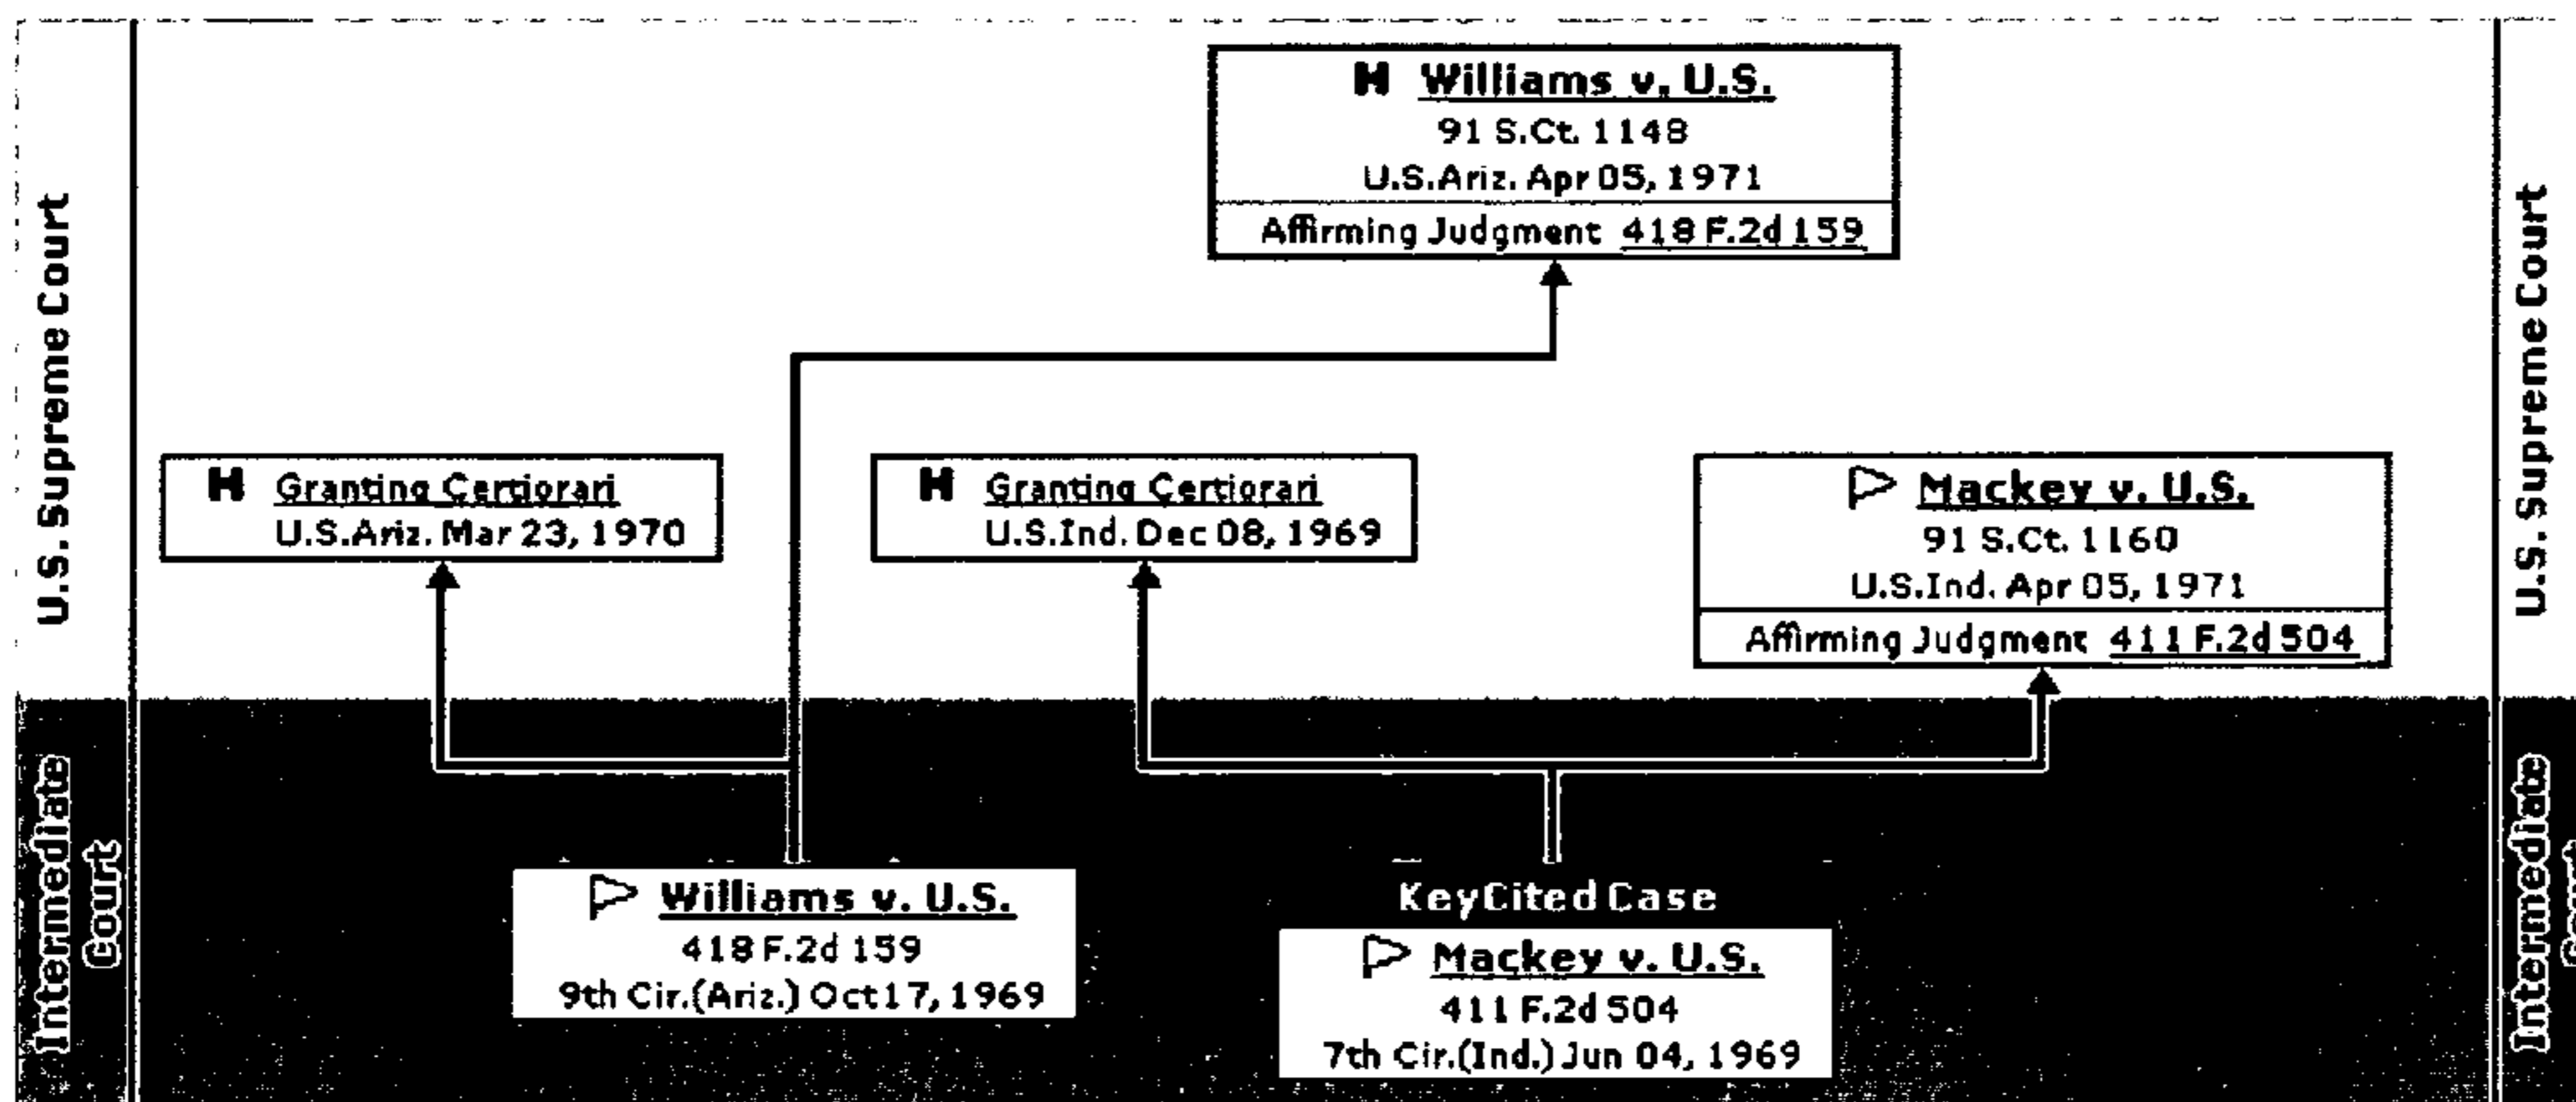 U.S. Supreme Court
H Williams v. U.S.
91 S.Ct. 1148
U.S.Ariz. Apr 05, 1971
Affirming Judgment 418 F.2d 159
U.S. Supreme Court
H Granting Certiorari
U.S.Ariz. Mar 23, 1970
H Granting Certiorari
U.S.Ind. Dec 08, 1969
Mackey v. U.S.
91 S.Ct. 1160
U.S.Ind. Apr 05, 1971
Affirming Judgment 411 F.2d 504
Intermediate
Court
Williams v. U.S.
418 F.2d 159
9th Cir.(Ariz.) Oct 17, 1969
KeyCited Case
Mackey v. U.S.
411 F.2d 504
7th Cir.(Ind.) Jun 04, 1969
Intermediate